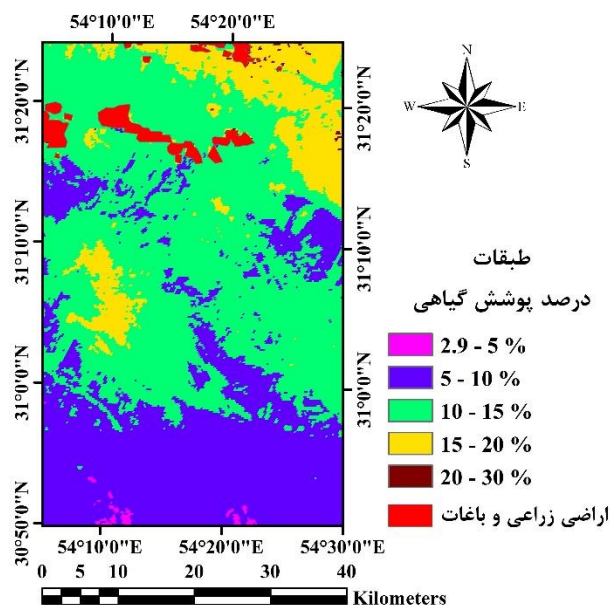 54°10'0"E 54°20'0"E
N
W E
S
31°20'0"N
31°20'0"N
31°10'0"N
31°10'0"N
31°0'0"N
31°0'0"N
30°50'0"N
طبقات
درصد پوشش گیاهی
2.9 - 5 %
5 - 10 %
10 - 15 %
15 - 20 %
20 - 30 %
اراضی زراعی و باغات
54°10'0"E 54°20'0"E 54°30'0"E
0 5 10 20 30 40
Kilometers